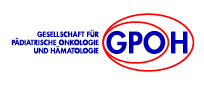 GESELLSCHAFT FÜR
PÄDIATRISCHE ONKOLOGIE
UND HÄMATOLOGIE
GPOH